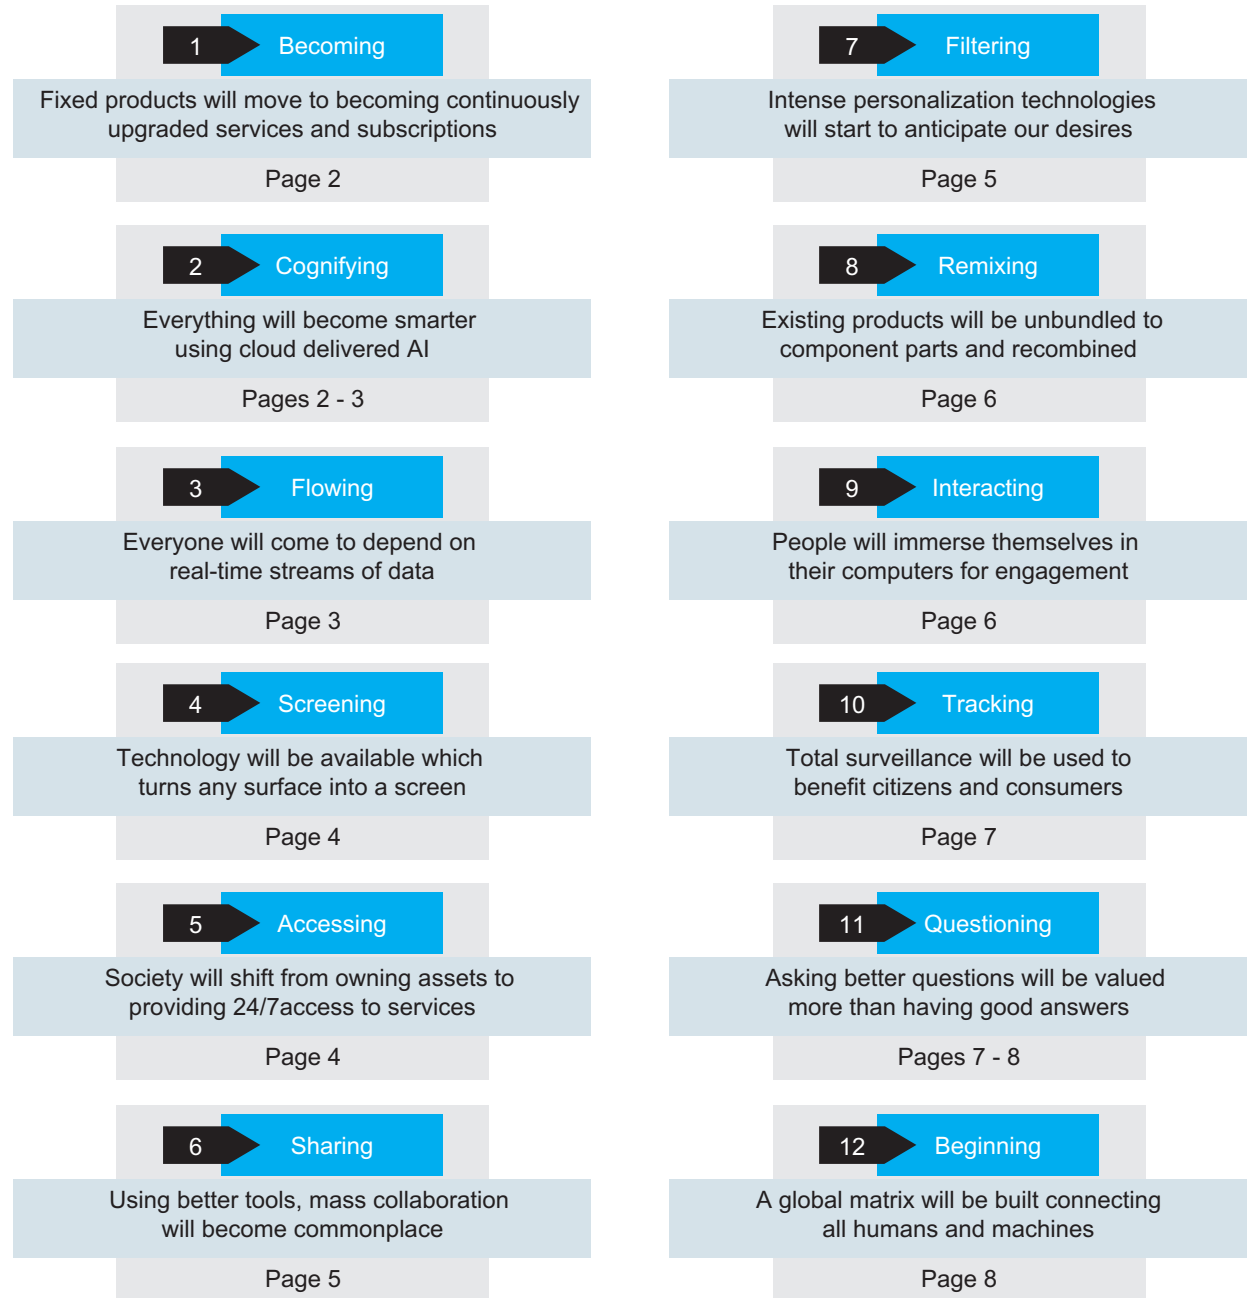 1 Becoming
Fixed products will move to becoming continuously
upgraded services and subscriptions
Page 2
2 Cognifying
Everything will become smarter
using cloud delivered AI
Pages 2 - 3
3 Flowing
Everyone will come to depend on
real-time streams of data
Page 3
4 Screening
Technology will be available which
turns any surface into a screen
Page 4
5 Accessing
Society will shift from owning assets to
providing 24/7access to services
Page 4
6 Sharing
Using better tools, mass collaboration
will become commonplace
Page 5
7 Filtering
Intense personalization technologies
will start to anticipate our desires
Page 5
8 Remixing
Existing products will be unbundled to
component parts and recombined
Page 6
9 Interacting
People will immerse themselves in
their computers for engagement
Page 6
10 Tracking
Total surveillance will be used to
benefit citizens and consumers
Page 7
11 Questioning
Asking better questions will be valued
more than having good answers
Pages 7 - 8
12 Beginning
A global matrix will be built connecting
all humans and machines
Page 8